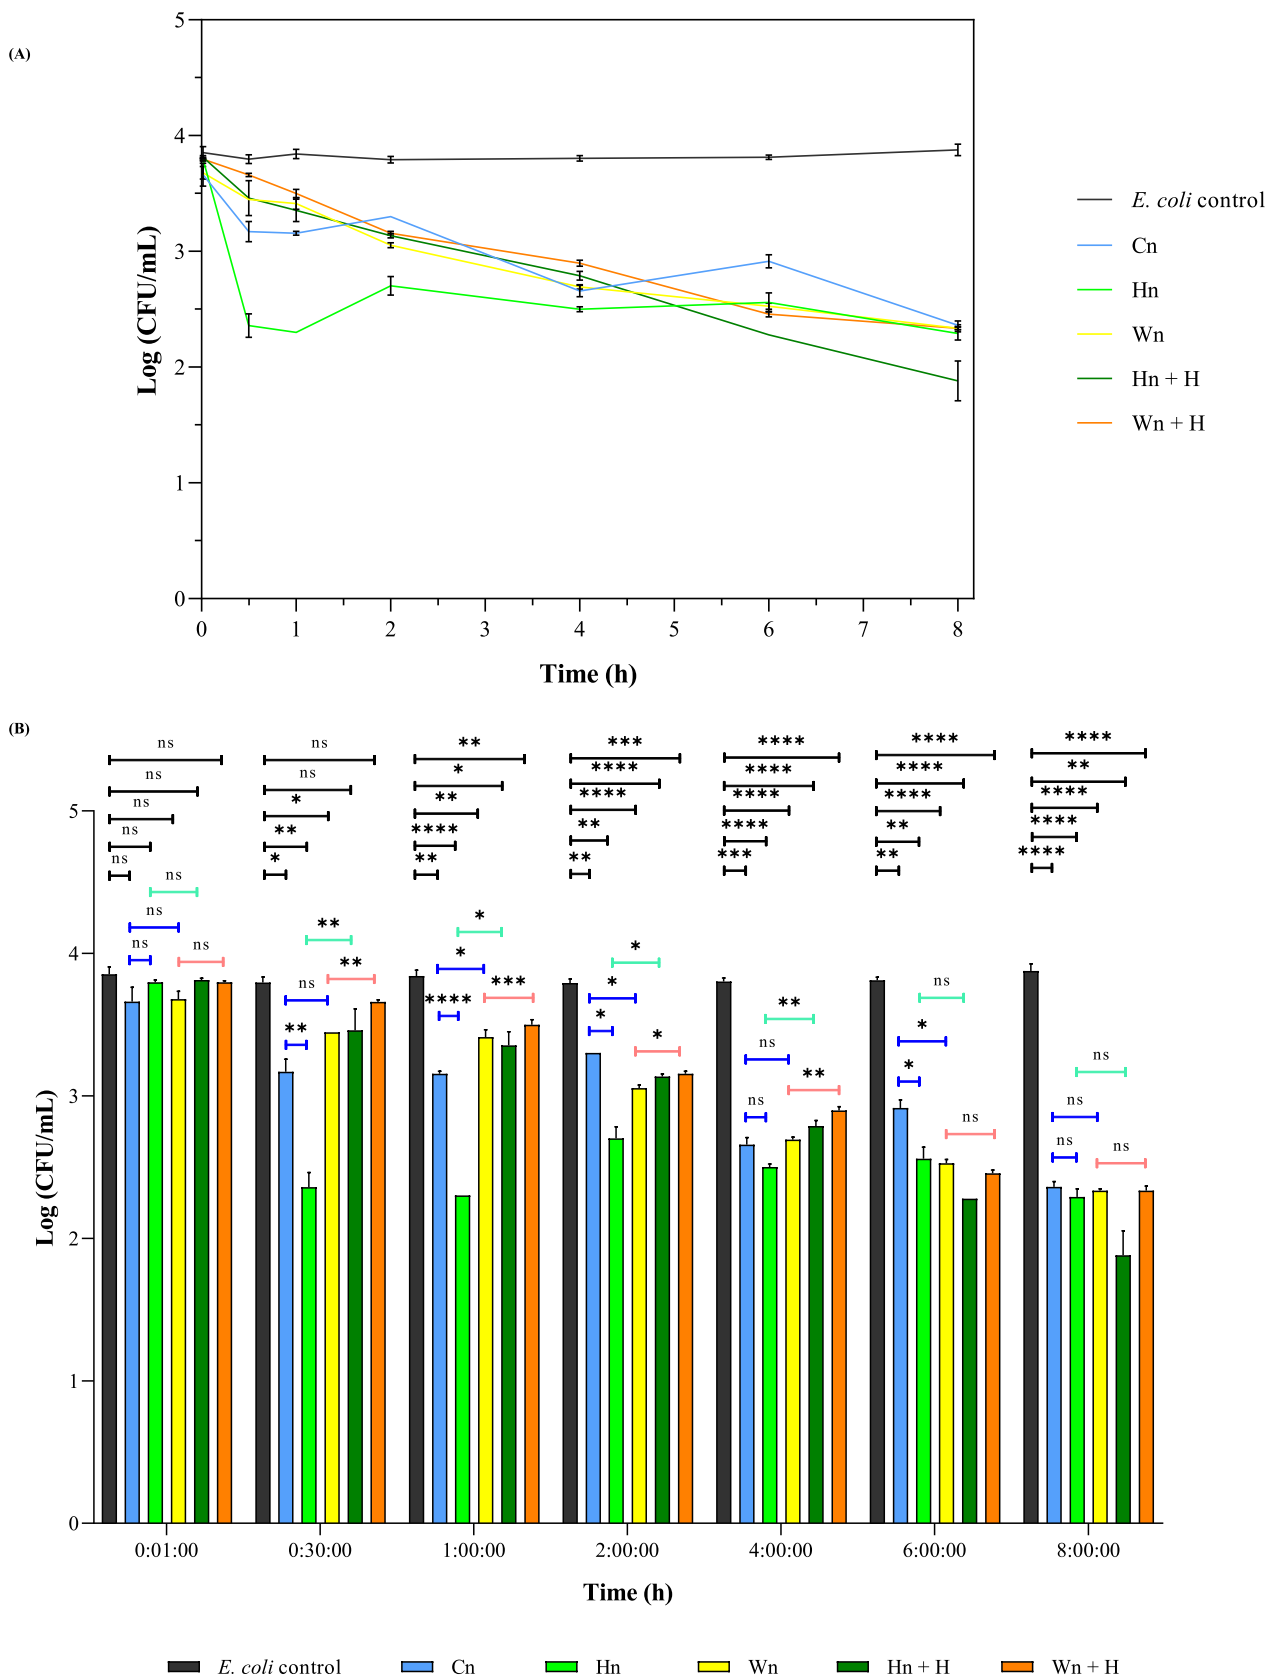 (A)
5
4
3
2
1
0
Log (CFU/mL)
0 1 2 3 4 5 6 7 8
Time (h)
E. coli control
Cn
Hn
Wn
Hn + H
Wn + H
(B)
ns ns ** *** **** **** ****
ns ns * **** **** **** **
ns * ** **** **** **** ****
ns ** **** ** **** ** ****
ns * ** ** *** ** ****
ns ** * * ** ns ns
ns ns * * ns * ns
ns ** **** * ns * ns
ns ** *** * ** ns ns
5
4
3
2
1
0
Log (CFU/mL)
0:01:00 0:30:00 1:00:00 2:00:00 4:00:00 6:00:00 8:00:00
Time (h)
E. coli control Cn Hn Wn Hn + H Wn + H